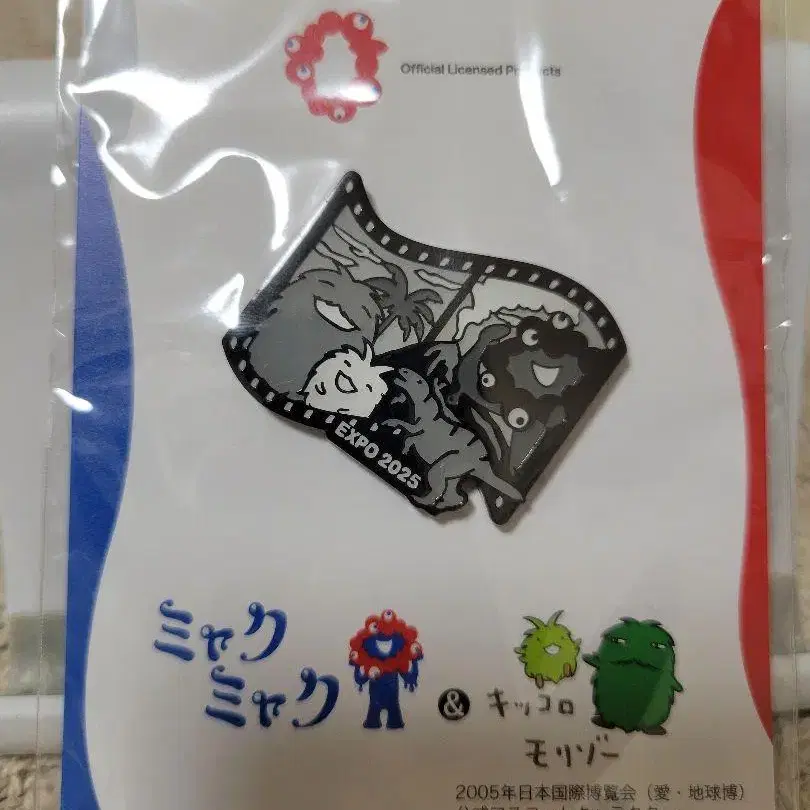 Official Licensed Products
EXPO 2025
ミャク
ミャク
& キッコロ
モリゾー
2005年日本国際博覧会（愛・地球博）